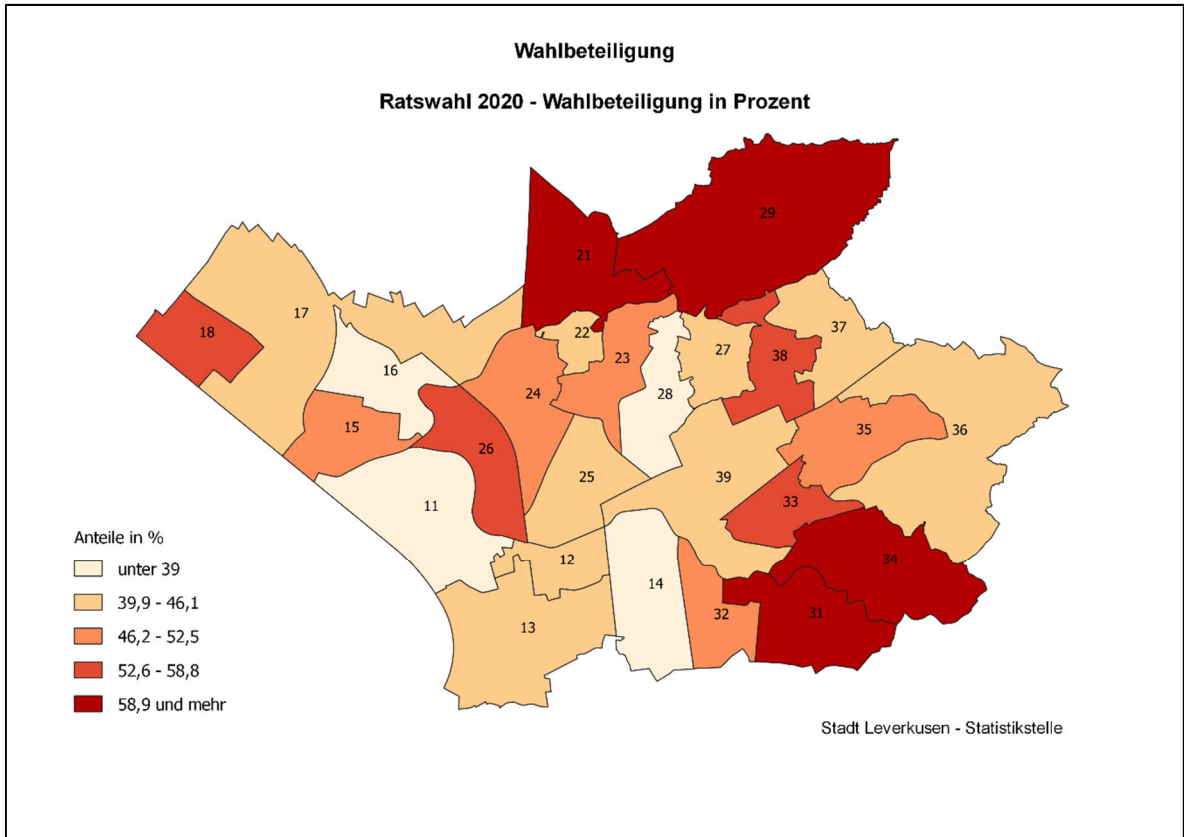 Wahlbeteiligung
Ratswahl 2020 - Wahlbeteiligung in Prozent
29
21
17
18
22
23
27
38
37
16
24
28
15
26
35
36
25
39
11
33
12
34
14
32
31
13
Anteile in %
unter 39
39,9 - 46,1
46,2 - 52,5
52,6 - 58,8
58,9 und mehr
Stadt Leverkusen - Statistikstelle